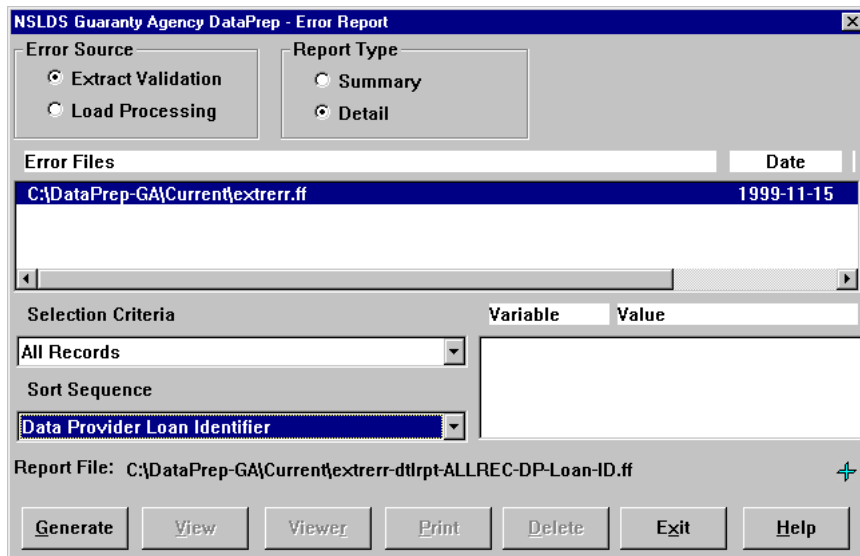 NSLDS Guaranty Agency DataPrep - Error Report
Error Source
Report Type
Extract Validation
Summary
Load Processing
Detail
Error Files Date
C:\DataPrep-GA\Current\extrerr.ff 1999-11-15
Selection Criteria Variable Value
All Records
Sort Sequence
Data Provider Loan Identifier
Report File: C:\DataPrep-GA\Current\extrerr-dtlrpt-ALLREC-DP-Loan-ID.ff
Generate View Viewer Print Delete Exit Help